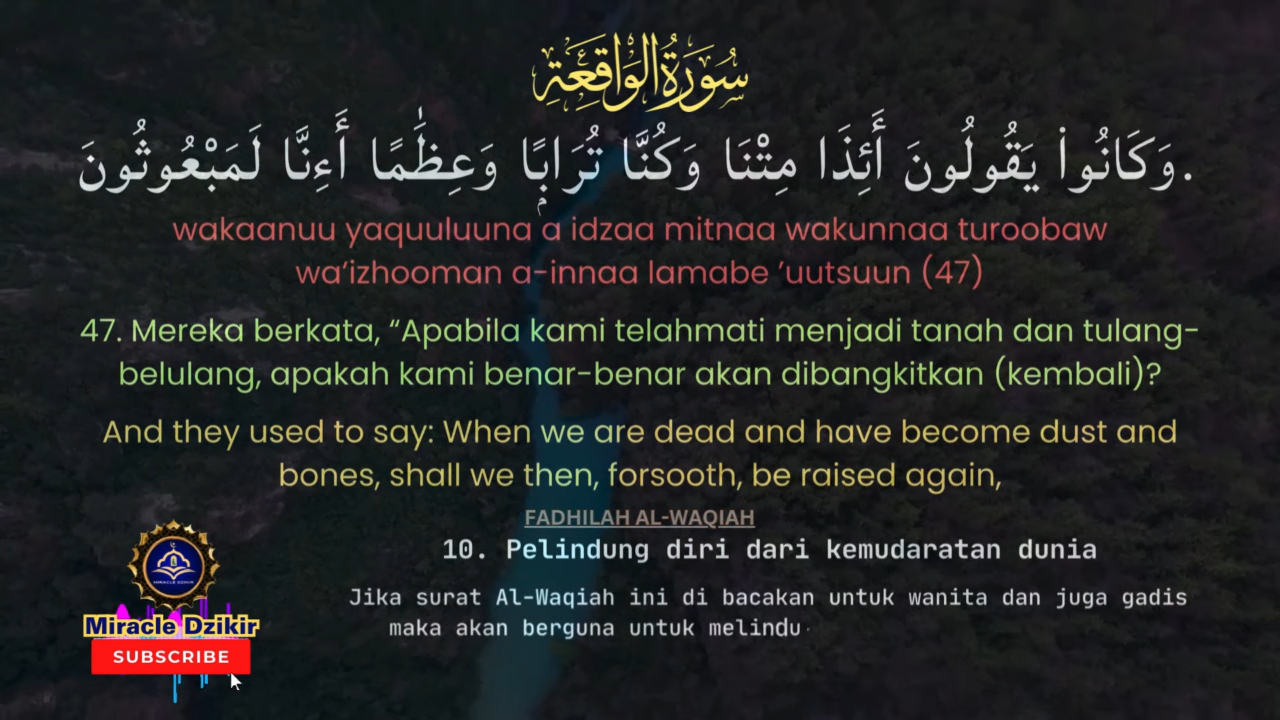 سُورَةُ الْوَاقِعَةِ
وَكَانُوا۟ يَقُولُونَ أَئِذَا مِتْنَا وَكُنَّا تُرَابًۭا وَعِظَٰمًا أَءِنَّا لَمَبْعُوثُونَ.
wakaanuu yaquuluuna a idzaa mitnaa wakunnaa turoobaw
wa’izhooman a-innaa lamabe ’uutsuun (47)
47. Mereka berkata, “Apabila kami telahmati menjadi tanah dan tulang-
belulang, apakah kami benar-benar akan dibangkitkan (kembali)?
And they used to say: When we are dead and have become dust and
bones, shall we then, forsooth, be raised again,
FADHILAH AL-WAQIAH
10. Pelindung diri dari kemudaratan dunia
Jika surat Al-Waqiah ini di bacakan untuk wanita dan juga gadis
maka akan berguna untuk melindu
MIRACLE DZIKIR
Miracle Dzikir
SUBSCRIBE